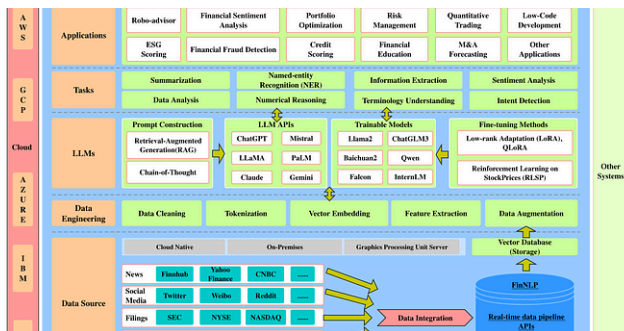 AWS
GCP
Cloud
AZURE
IBM
Applications
Robo-advisor
Financial Sentiment
Analysis
Portfolio
Optimization
Risk
Management
Quantitative
Trading
Low-Code
Development
ESG
Scoring
Financial Fraud Detection
Credit
Scoring
Financial
Education
M&A
Forecasting
Other
Applications
Tasks
Summarization
Named-entity
Recognition (NER)
Information Extraction
Sentiment Analysis
Data Analysis
Numerical Reasoning
Terminology Understanding
Intent Detection
LLMs
Prompt Construction
Retrieval-Augmented
Generation(RAG)
Chain-of-Thought
LLM APIs
ChatGPT
Mistral
LLaMA
PaLM
Claude
Gemini
Trainable Models
Llama2
ChatGLM3
Baichuan2
Qwen
Falcon
InternLM
Fine-tuning Methods
Low-rank Adaptation (LoRA),
QLoRA
Reinforcement Learning on
StockPrices (RLSP)
Data
Engineering
Data Cleaning
Tokenization
Vector Embedding
Feature Extraction
Data Augmentation
Data Source
Cloud Native
On-Premises
Graphics Processing Unit Server
Vector Database
(Storage)
News
Finnhub
Yahoo
Finance
CNBC
......
Social
Media
Twitter
Weibo
Reddit
......
Filings
SEC
NYSE
NASDAQ
......
Data Integration
FinNLP
Real-time data pipeline
APIs
Other
Systems